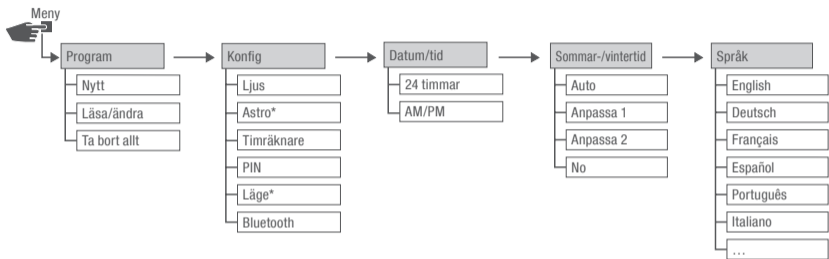 Meny
Program
Nytt
Läsa/ändra
Ta bort allt
Konfig
Ljus
Astro*
Timräknare
PIN
Läge*
Bluetooth
Datum/tid
24 timmar
AM/PM
Sommar-/vintertid
Auto
Anpassa 1
Anpassa 2
No
Språk
English
Deutsch
Français
Español
Português
Italiano
…